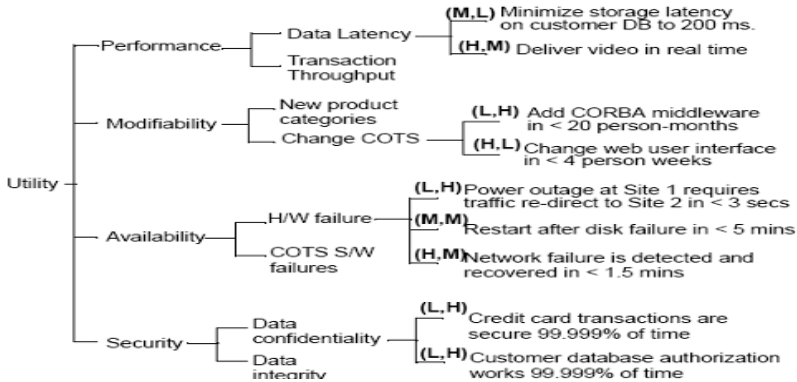 (M,L) Minimize storage latency
on customer DB to 200 ms.
Data Latency
Performance
(H,M) Deliver video in real time
Transaction
Throughput
New product
categories
(L,H) Add CORBA middleware
in < 20 person-months
Modifiability
Change COTS
(H,L) Change web user interface
in < 4 person weeks
Utility
(L,H) Power outage at Site 1 requires
traffic re-direct to Site 2 in < 3 secs
H/W failure
(M,M) Restart after disk failure in < 5 mins
Availability
COTS S/W
failures
(H,M) Network failure is detected and
recovered in < 1.5 mins
(L,H) Credit card transactions are
secure 99.999% of time
Data
confidentiality
Security
(L,H) Customer database authorization
works 99.999% of time
Data
integrity